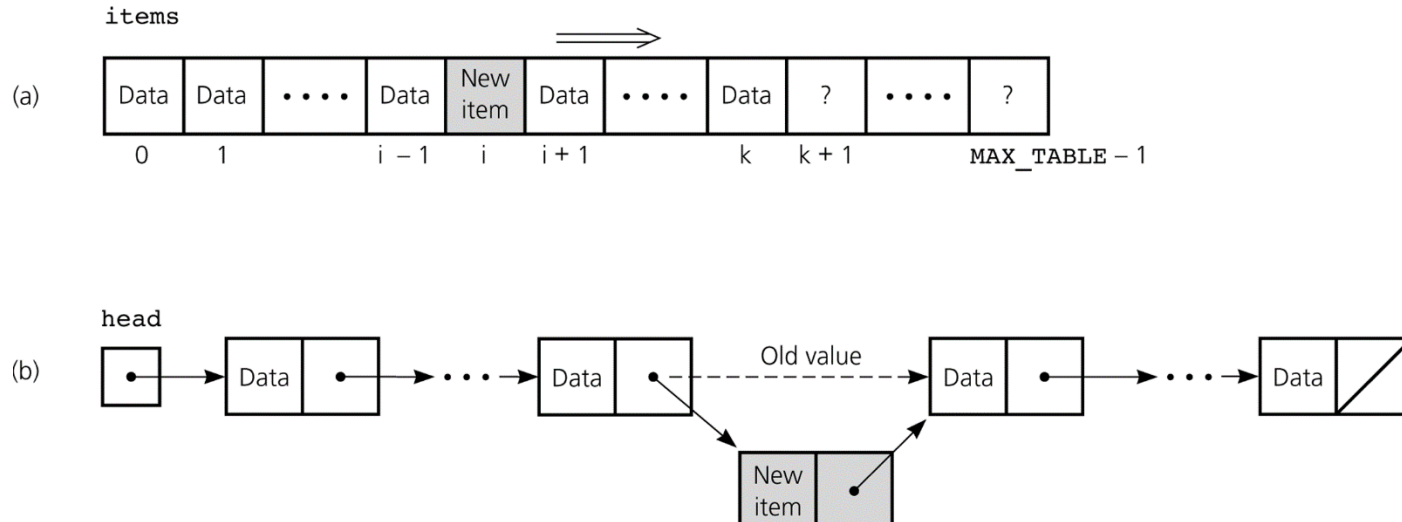 items
(a)
Data Data •••• Data New item Data •••• Data ? •••• ?
0 1 i – 1 i i + 1 k k + 1 MAX_TABLE – 1
head
(b)
Data ••• Data Old value Data ••• Data
New
item